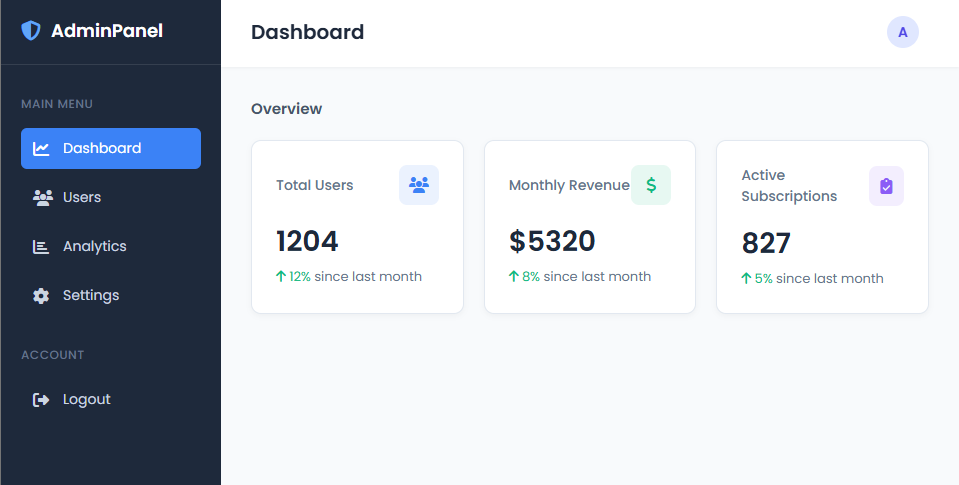 AdminPanel
Dashboard
A
MAIN MENU
Dashboard
Users
Analytics
Settings
ACCOUNT
Logout
Overview
Total Users
1204
12% since last month
Monthly Revenue
$
$5320
8% since last month
Active
Subscriptions
827
5% since last month